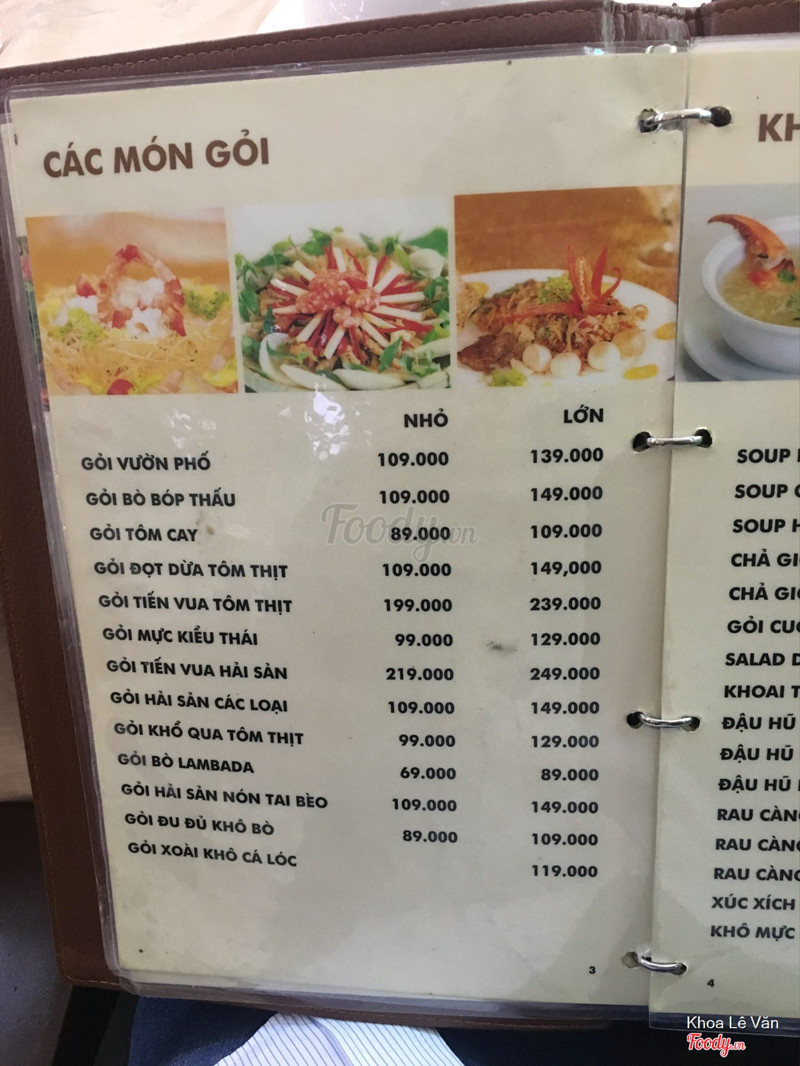 CÁC MÓN GỎI
NHỎ LỚN
GỎI VƯỜN PHỐ 109.000 139.000
GỎI BÒ BÓP THẤU 109.000 149.000
GỎI TÔM CAY 89.000 109.000
GỎI ĐỌT DỪA TÔM THỊT 109.000 149,000
GỎI TIẾN VUA TÔM THỊT 199.000 239.000
GỎI MỰC KIỂU THÁI 99.000 129.000
GỎI TIẾN VUA HẢI SẢN 219.000 249.000
GỎI HẢI SẢN CÁC LOẠI 109.000 149.000
GỎI KHỔ QUA TÔM THỊT 99.000 129.000
GỎI BÒ LAMBADA 69.000 89.000
GỎI HẢI SẢN NÓN TAI BÈO 109.000 149.000
GỎI ĐU ĐỦ KHÔ BÒ 89.000 109.000
GỎI XOÀI KHÔ CÁ LÓC 119.000
3
KH
SOUP
SOUP
SOUP H
CHẢ GI
CHẢ GI
GỎI CU
SALAD D
KHOAI T
ĐẬU HŨ
ĐẬU HŨ
ĐẬU HŨ
RAU CÀN
RAU CÀN
RAU CÀN
XÚC XÍCH
KHÔ MỰC
4
Foody.vn
Khoa Lê Văn
Foody.vn